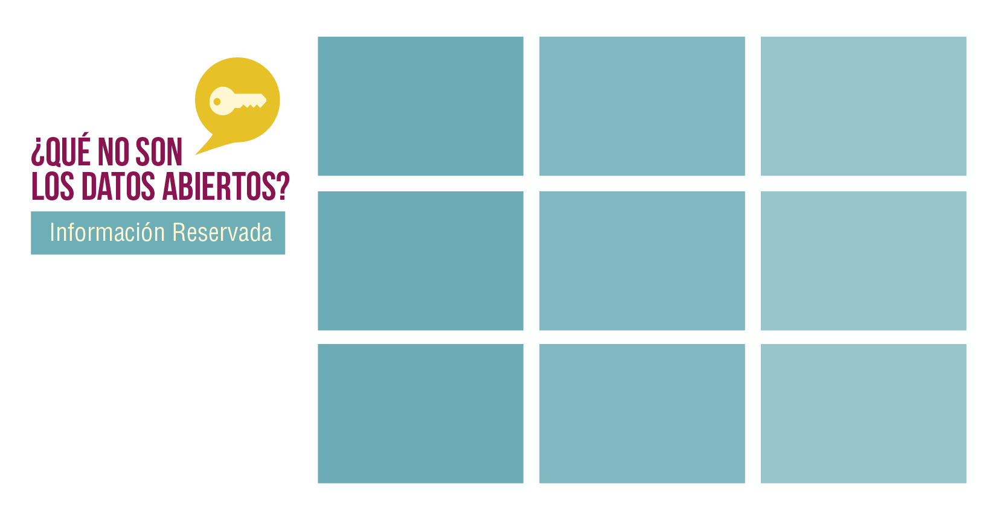 ¿QUÉ NO SON
LOS DATOS ABIERTOS?
Información Reservada